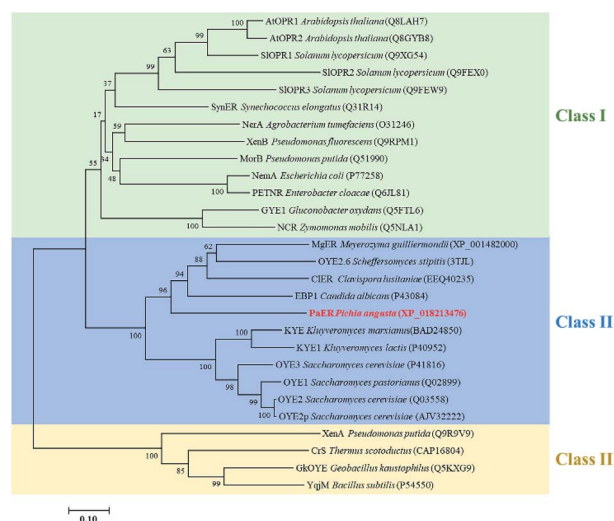 AtOPR1 Arabidopsis thaliana (Q8LAH7)
100
AtOPR2 Arabidopsis thaliana (Q8GYB8)
99
SlOPR1 Solanum lycopersicum (Q9XG54)
63
SlOPR2 Solanum lycopersicum (Q9FEX0)
99
SlOPR3 Solanum lycopersicum (Q9FEW9)
37
SynER Synechococcus elongatus (Q31R14)
Class I
17
NerA Agrobacterium tumefaciens (O31246)
59
XenB Pseudomonas fluorescens (Q9RPM1)
MorB Pseudomonas putida (Q51990)
55
48
NemA Escherichia coli (P77258)
100
PETNR Enterobacter cloacae (Q6JL81)
GYE1 Gluconobacter oxydans (Q5FTL6)
100
NCR Zymomonas mobilis (Q5NLA1)
MgER Meyerozyma guilliermondii (XP_001482000)
62
88
OYE2.6 Scheffersomyces stipitis (3TJL)
94
ClER Clavispora lusitaniae (EEQ40235)
96
EBP1 Candida albicans (P43084)
PaER Pichia angusta (XP_018213476)
100
KYE Kluyveromyces marxianus(BAD24850)
Class II
100
KYE1 Kluyveromyces lactis (P40952)
100
OYE3 Saccharomyces cerevisiae (P41816)
98
OYE1 Saccharomyces pastorianus (Q02899)
99
OYE2 Saccharomyces cerevisiae (Q03558)
100
OYE2p Saccharomyces cerevisiae (AJV32222)
XenA Pseudomonas putida (Q9R9V9)
100
CrS Thermus scotoductus (CAP16804)
Class II
85
GkOYE Geobacillus kaustophilus (Q5KXG9)
99
YqjM Bacillus subtilis (P54550)
0.10